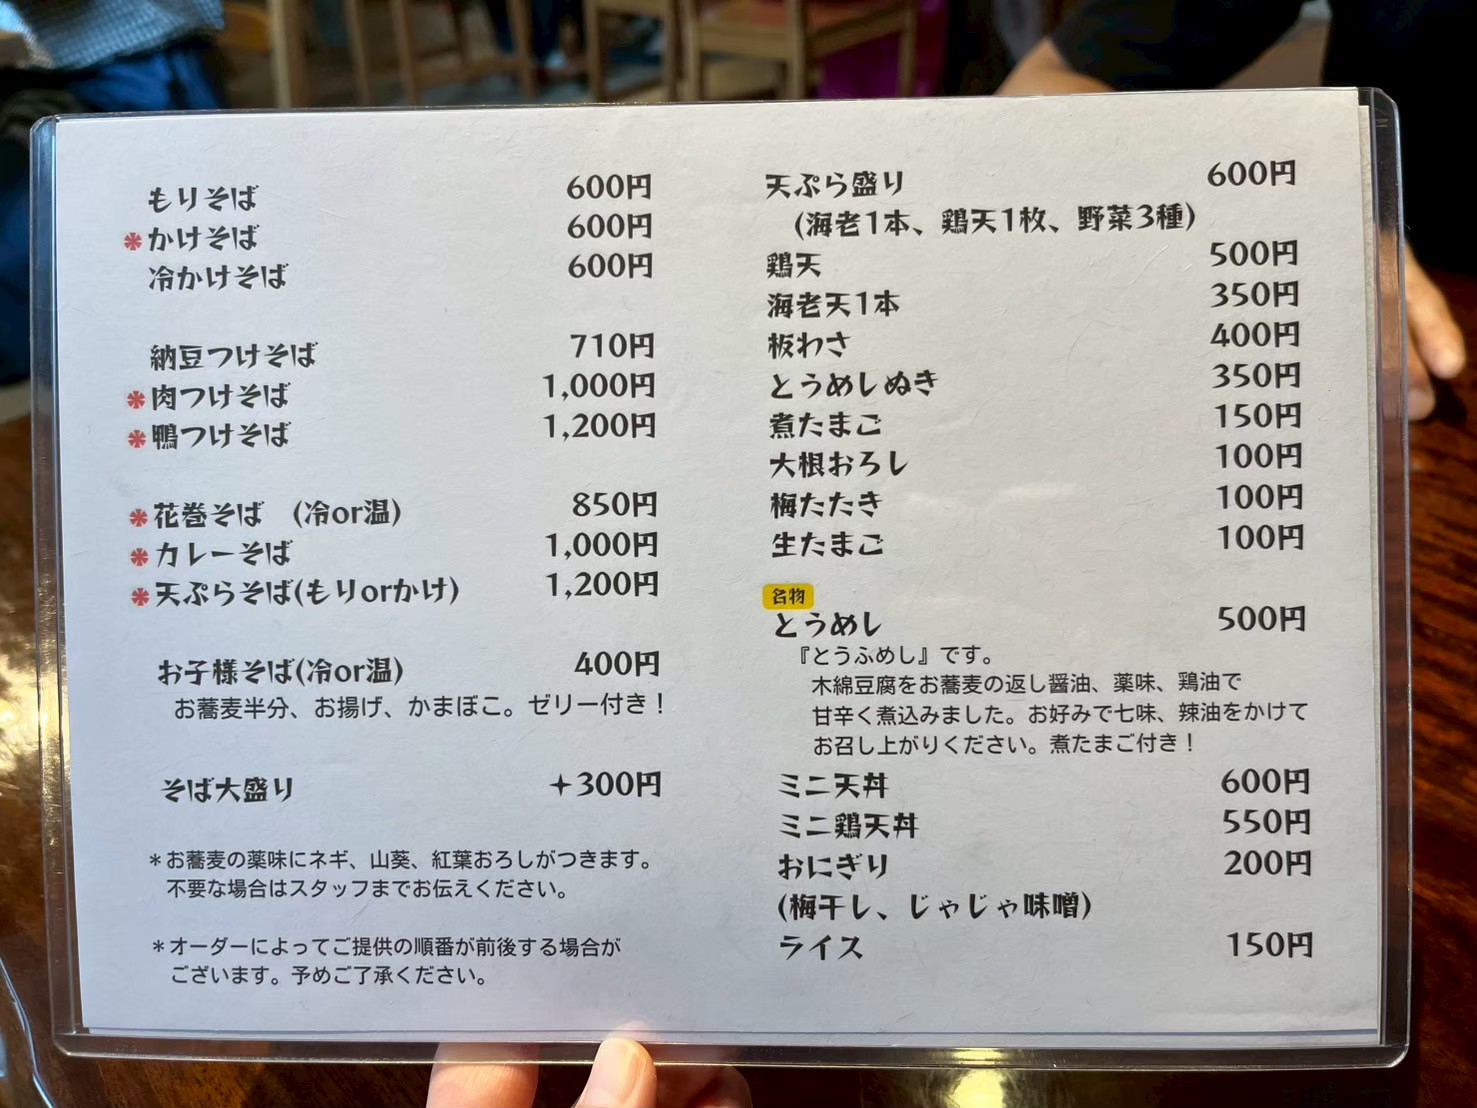 もりそば 600円
*かけそば 600円
冷かけそば 600円
納豆つけそば 710円
*肉つけそば 1,000円
*鴨つけそば 1,200円
*花巻そば (冷or温) 850円
*カレーそば 1,000円
*天ぷらそば(もりorかけ) 1,200円
お子様そば(冷or温) 400円
お蕎麦半分、お揚げ、かまぼこ。ゼリー付き!
そば大盛り +300円
*お蕎麦の薬味にネギ、山葵、紅葉おろしがつきます。
不要な場合はスタッフまでお伝えください。
*オーダーによってご提供の順番が前後する場合が
ございます。予めご了承ください。
天ぷら盛り 600円
(海老1本、鶏天1枚、野菜3種)
鶏天 500円
海老天1本 350円
板わさ 400円
とうめしぬき 350円
煮たまご 150円
大根おろし 100円
梅たたき 100円
生たまご 100円
名物
とうめし 500円
『とうふめし』です。
木綿豆腐をお蕎麦の返し醤油、薬味、鶏油で
甘辛く煮込みました。お好みで七味、辣油をかけて
お召し上がりください。煮たまご付き!
ミニ天丼 600円
ミニ鶏天丼 550円
おにぎり 200円
(梅干し、じゃじゃ味噌)
ライス 150円